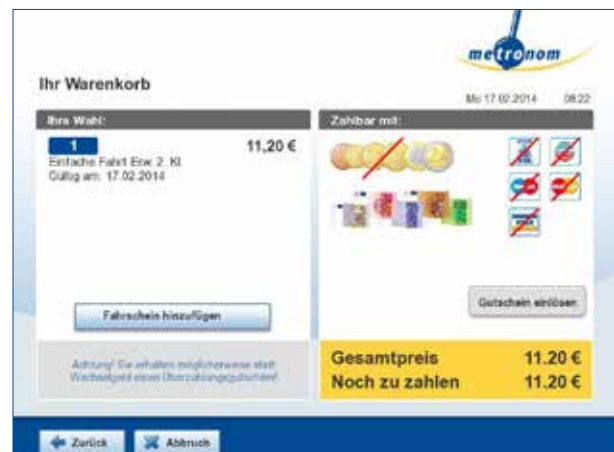 metronom
Ihr Warenkorb
Mo 17.02.2014 08:22
Ihre Wahl:
1 11,20 €
Einfache Fahrt Erw. 2. Kl.
Gültig am: 17.02.2014
Fahrschein hinzufügen
Achtung! Sie erhalten möglicherweise statt
Wechselgeld einen Überzahlungsgutschein!
Zahlbar mit:
Gutschein einlösen
Gesamtpreis 11.20 €
Noch zu zahlen 11.20 €
Zurück
Abbruch